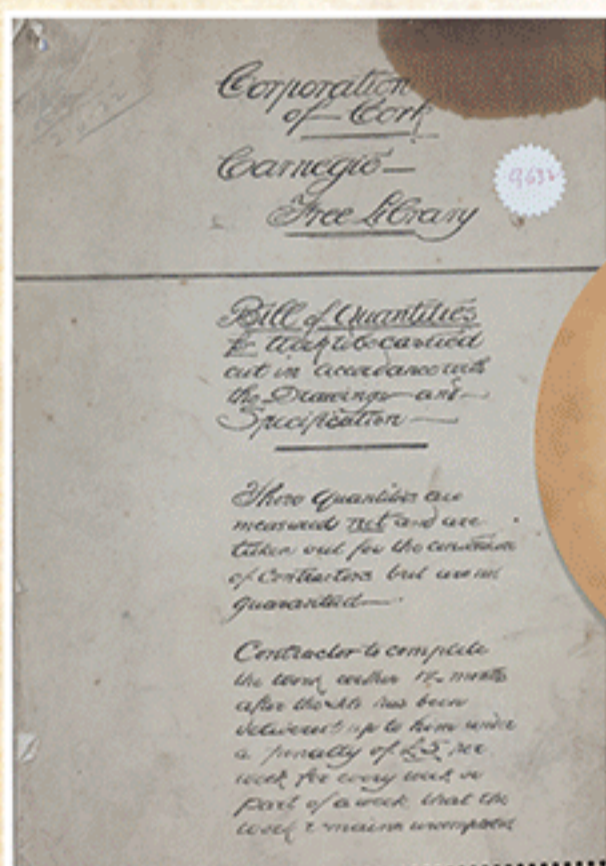 Corporation
of Cork
Carnegie
Free Library
9638
Bill of Quantities
of Work to be carried
out in accordance with
the Drawings and
Specification
These Quantities are
measured net and are
taken out for the
of Contractors but are not
guaranteed
Contractor to complete
the work within months
after the site has been
delivered up to him under
a penalty of £5 per
week for every week or
part of a week that the
work remains uncompleted